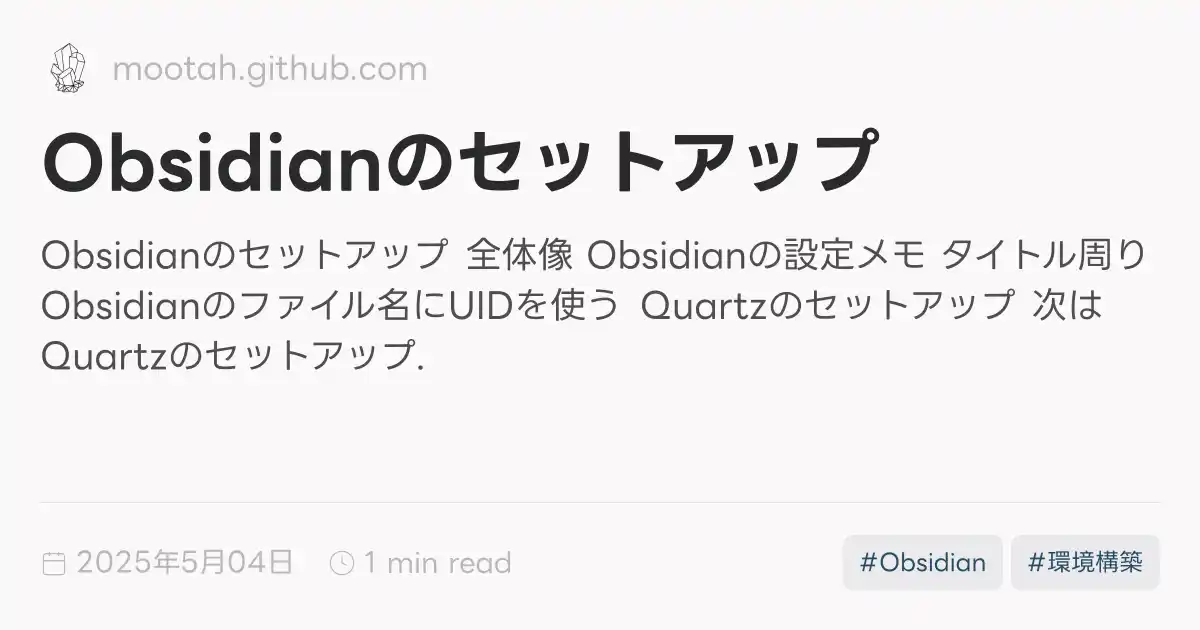 mootah.github.com
Obsidianのセットアップ
Obsidianのセットアップ 全体像 Obsidianの設定メモ タイトル周り
Obsidianのファイル名にUIDを使う Quartzのセットアップ 次は
Quartzのセットアップ.
2025年5月04日 1 min read #Obsidian #環境構築